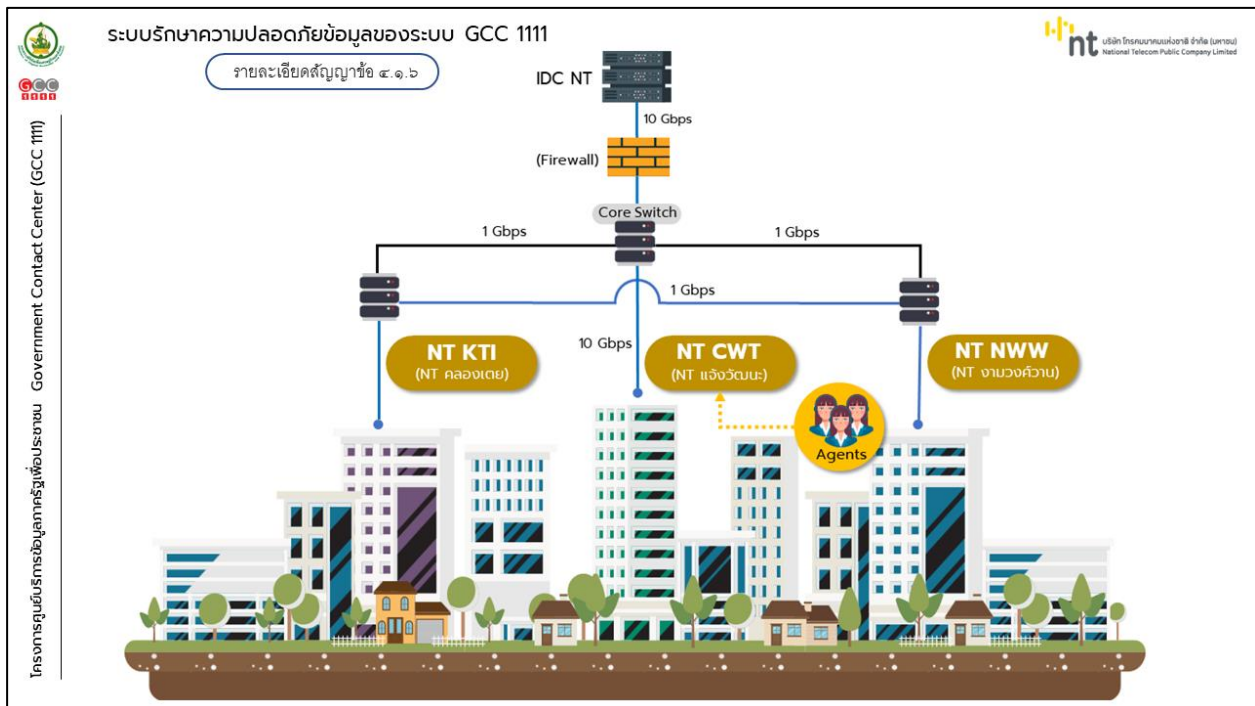 ระบบรักษาความปลอดภัยข้อมูลของระบบ GCC 1111
รายละเอียดสัญญาข้อ ๔.๑.๖
nt
บริษัท โทรคมนาคมแห่งชาติ จำกัด (มหาชน)
National Telecom Public Company Limited
GCC
1111
โครงการศูนย์บริการข้อมูลภาครัฐเพื่อประชาชน Government Contact Center (GCC 1111)
IDC NT
10 Gbps
(Firewall)
Core Switch
1 Gbps
1 Gbps
1 Gbps
10 Gbps
NT KTI
(NT คลองเตย)
NT CWT
(NT แจ้งวัฒนะ)
NT NWW
(NT งามวงศ์วาน)
Agents